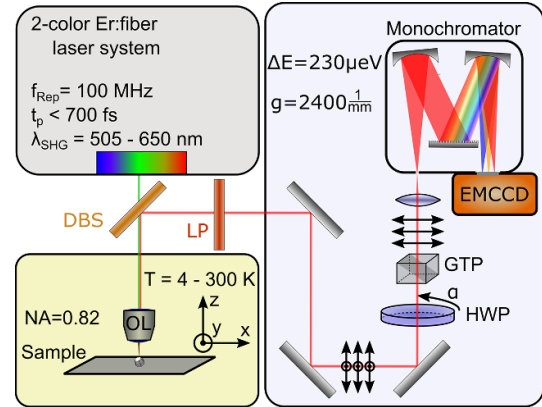 2-color Er:fiber
laser system
f_Rep= 100 MHz
t_p < 700 fs
λ_SHG = 505 - 650 nm
DBS
LP
T = 4 - 300 K
NA=0.82
OL
z
y
x
Sample
Monochromator
ΔE=230µeV
g=2400 1/mm
EMCCD
GTP
α
HWP